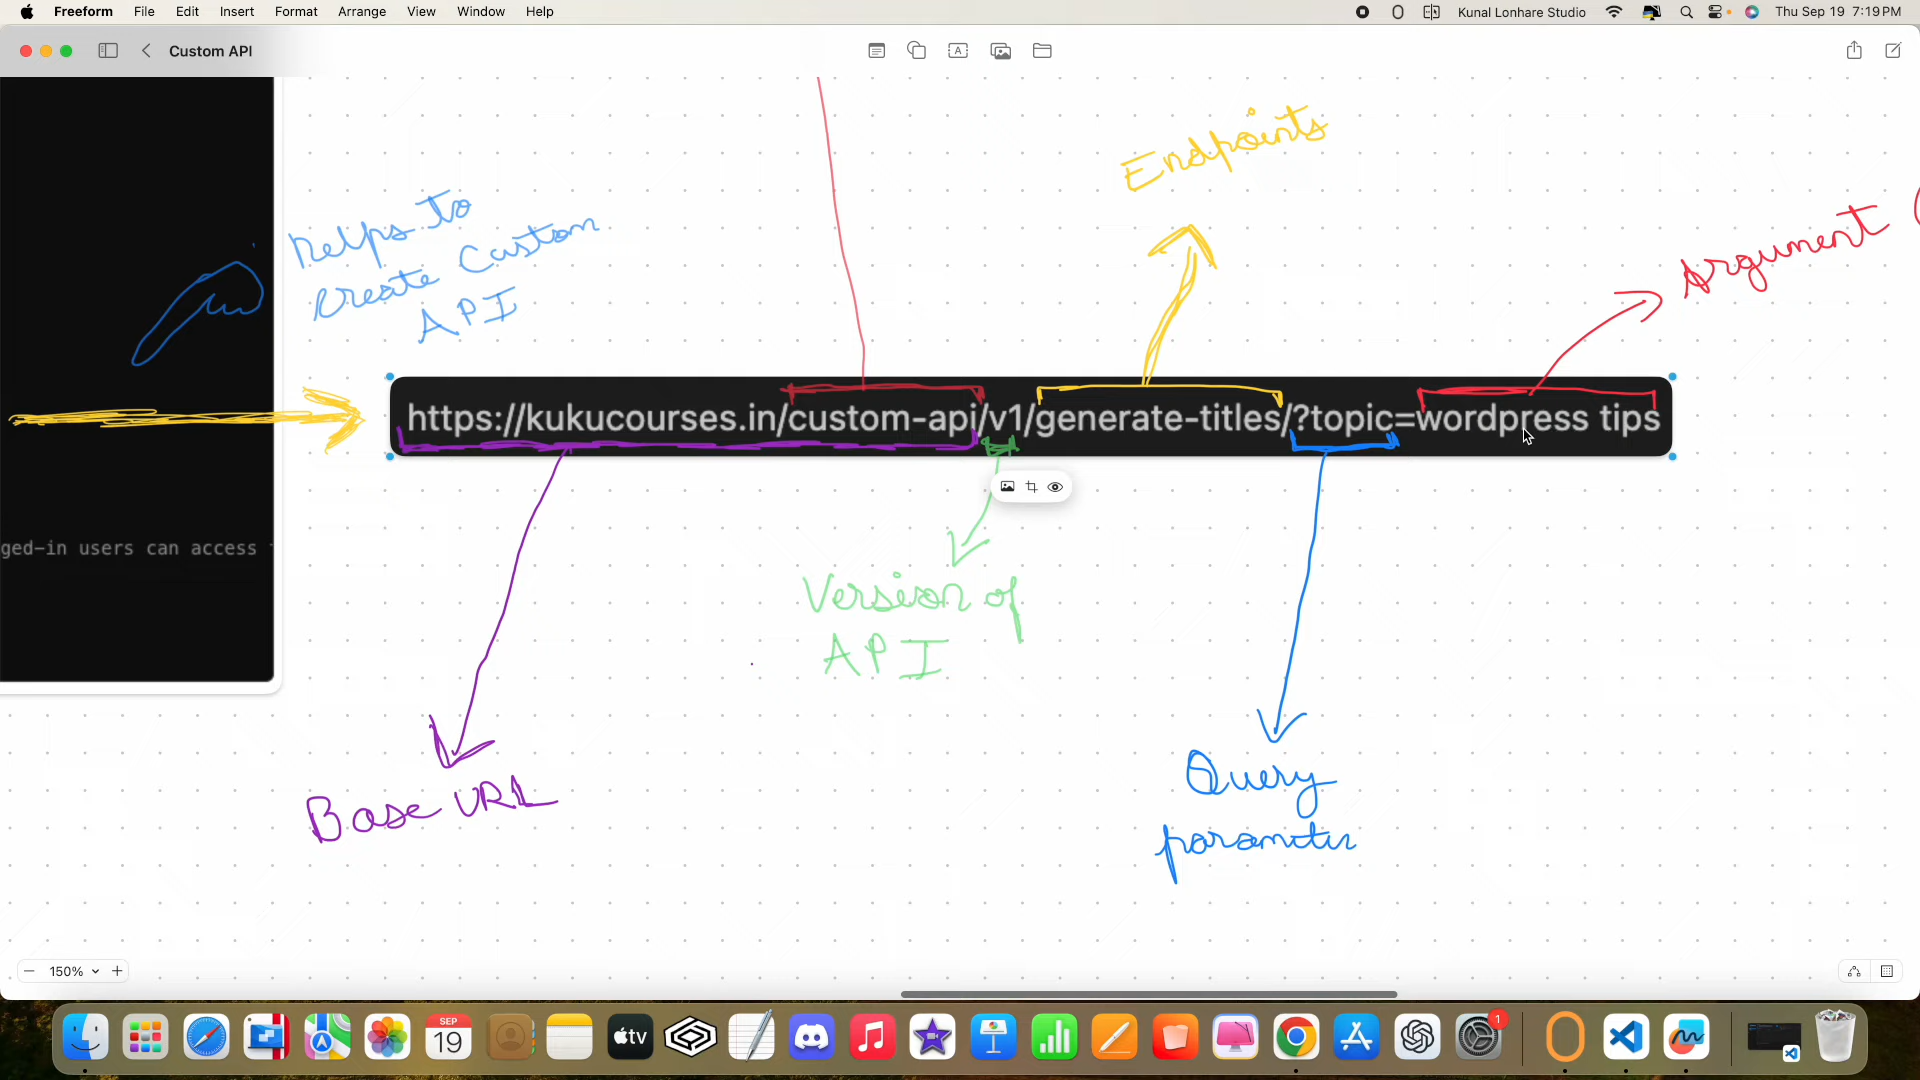 Freeform File Edit Insert Format Arrange View Window Help
Kunal Lonhare Studio Thu Sep 19 7:19 PM
Custom API
A
Endpoints
helps to
create Custom
API
Argument (
https://kukucourses.in/custom-api/v1/generate-titles/?topic=wordpress tips
ged-in users can access
Version of
API
Base URL
Query
parameter
150%
SEP
19
tv
1